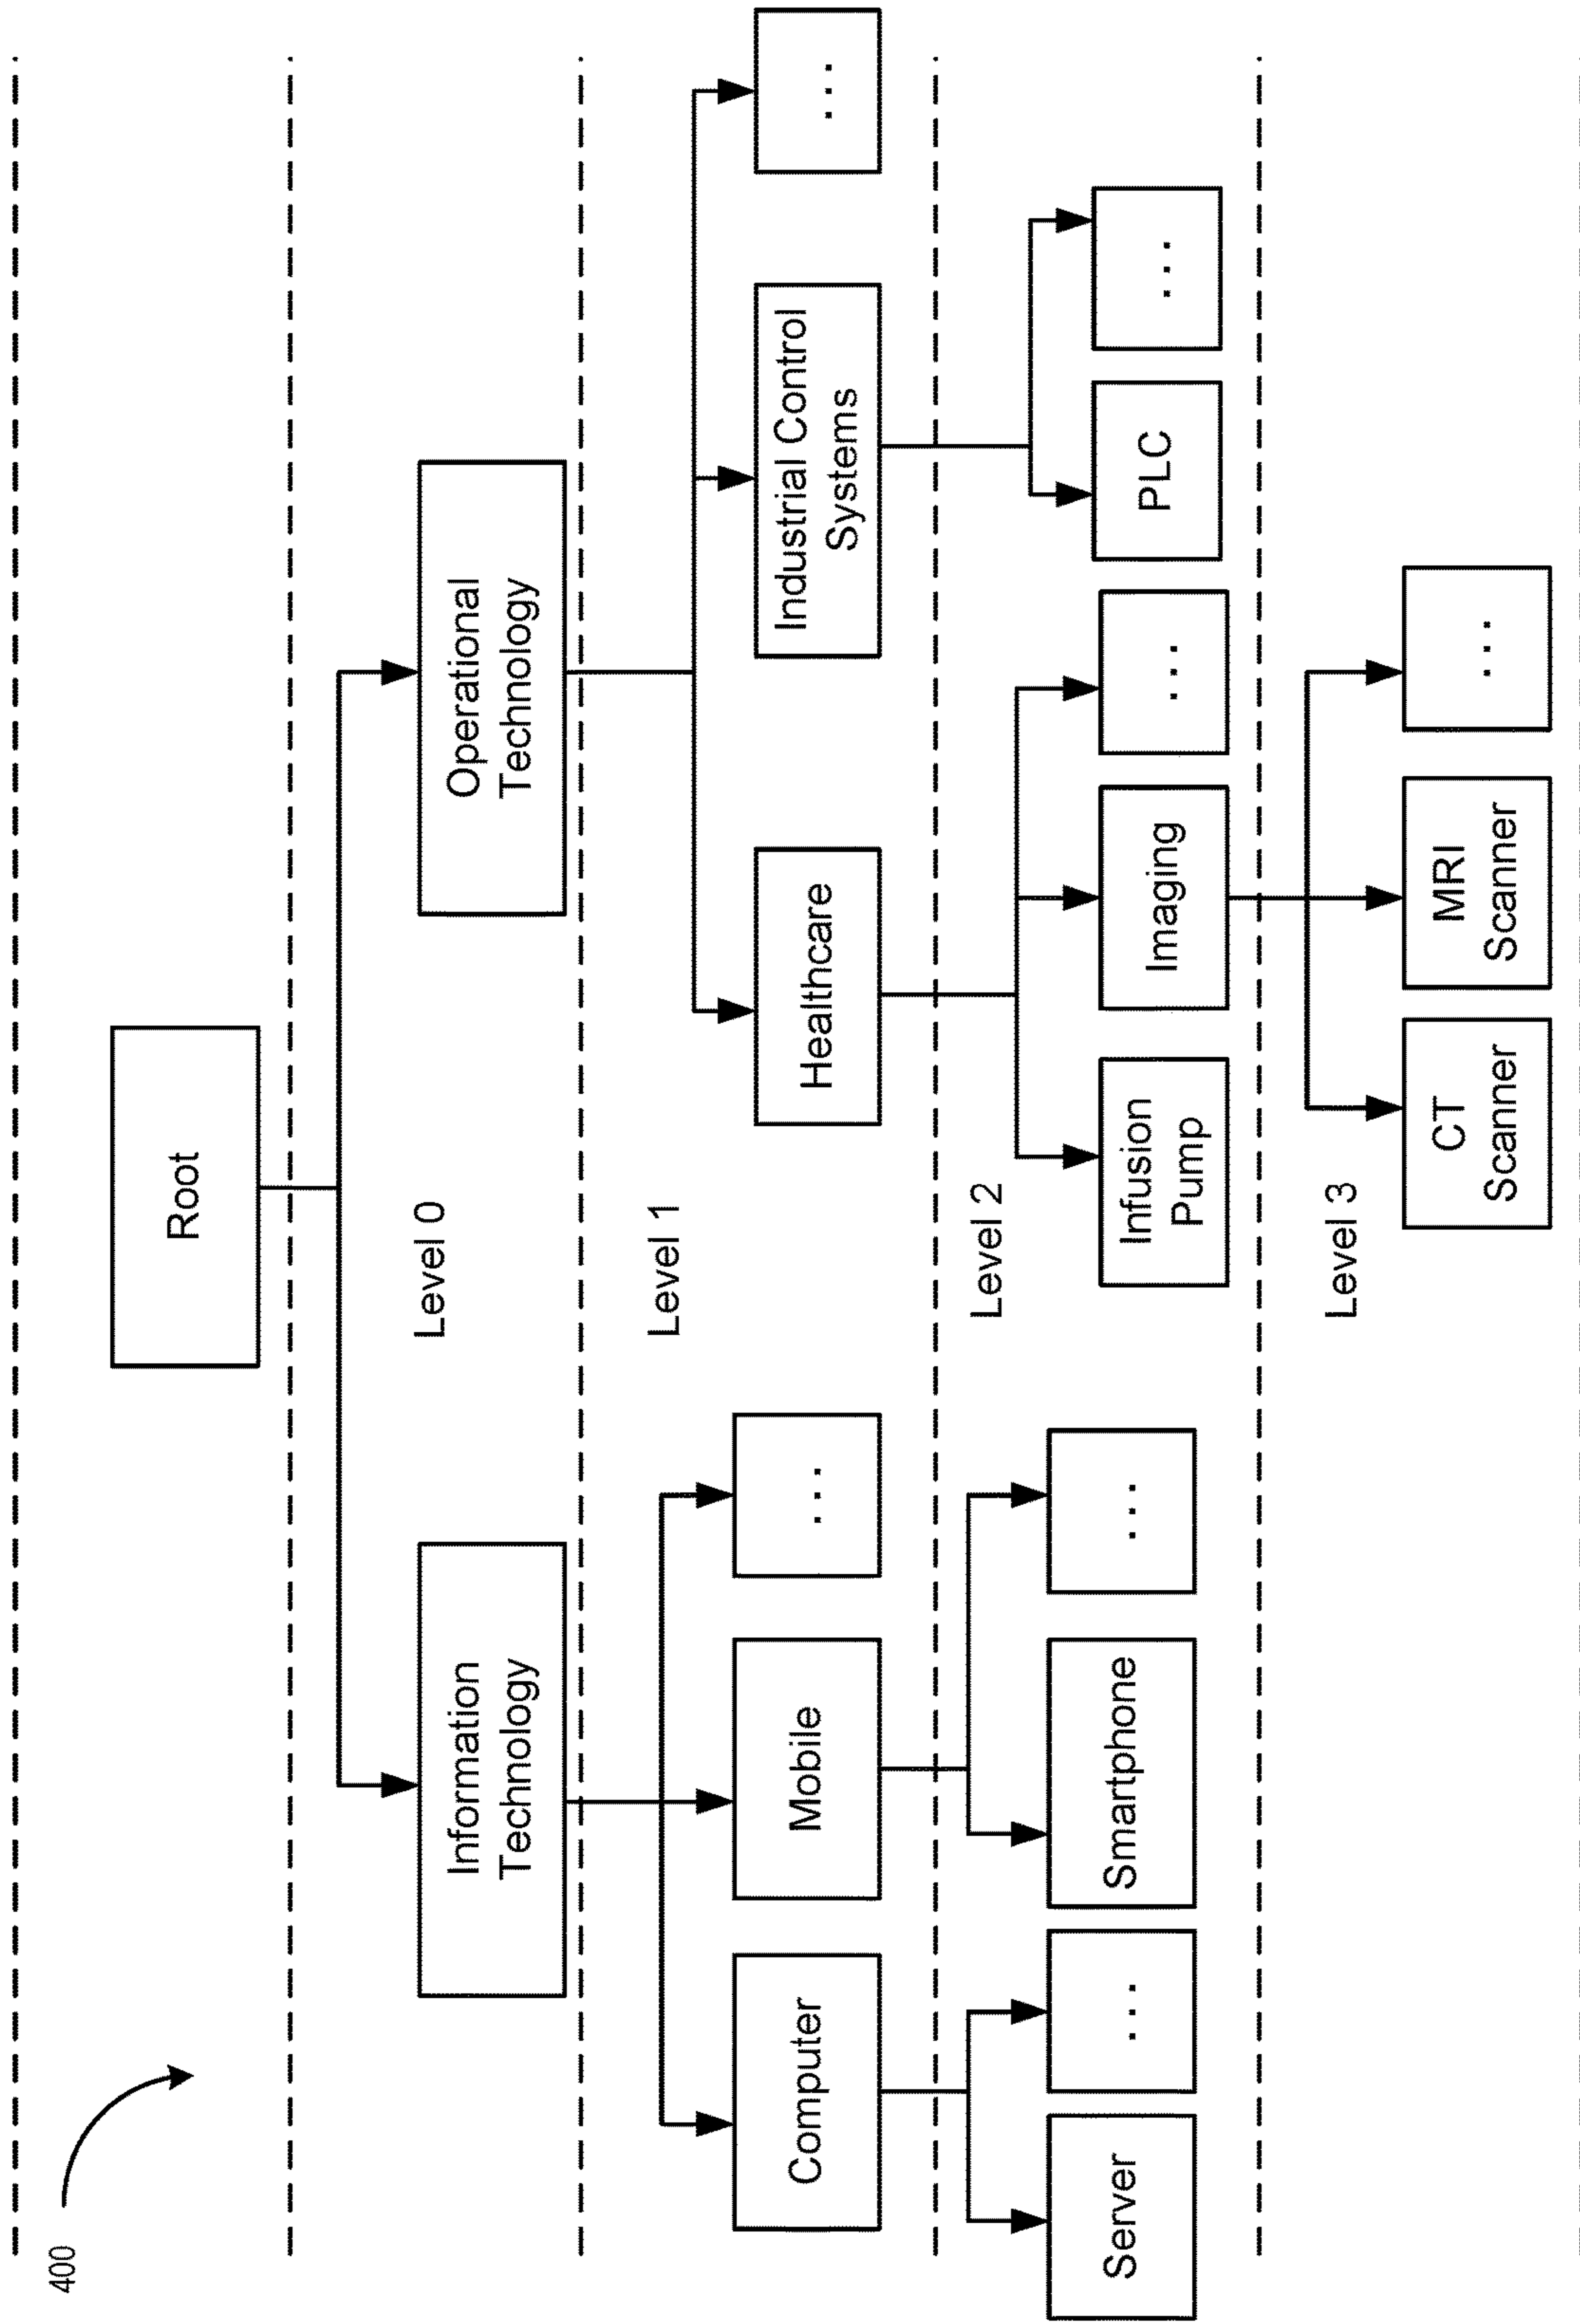 400
Root
Level 0
Information
Technology
Operational
Technology
Level 1
Computer
Mobile
...
Healthcare
Industrial Control
Systems
...
Level 2
Server
...
Smartphone
...
Infusion
Pump
Imaging
...
PLC
...
Level 3
CT
Scanner
MRI
Scanner
...